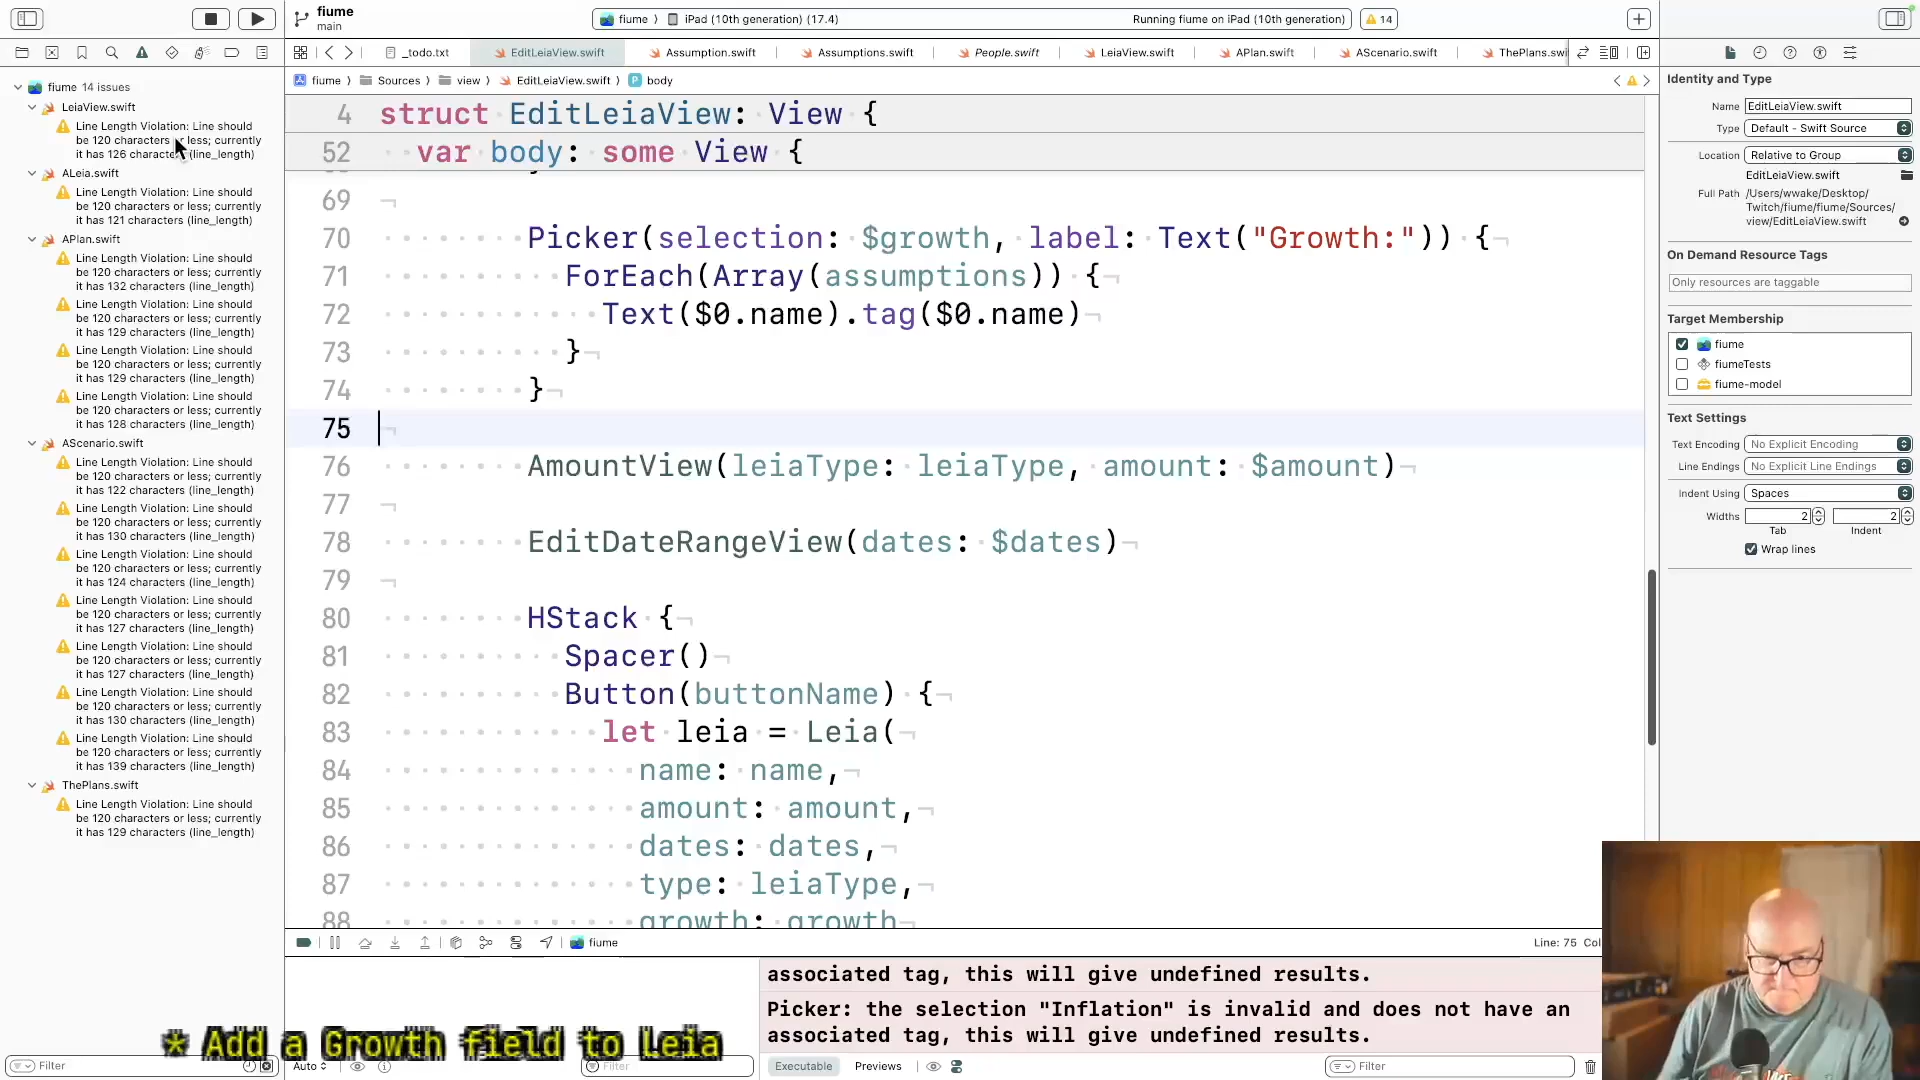 fiume
main
fiume
iPad (10th generation) (17.4)
Running fiume on iPad (10th generation)
14
_todo.txt
EditLeiaView.swift
Assumption.swift
Assumptions.swift
People.swift
LeiaView.swift
APlan.swift
AScenario.swift
ThePlans.swi
fiume
Sources
view
EditLeiaView.swift
body
fiume 14 issues
LeiaView.swift
Line Length Violation: Line should
be 120 characters or less; currently
it has 126 characters (line_length)
ALeia.swift
Line Length Violation: Line should
be 120 characters or less; currently
it has 121 characters (line_length)
APlan.swift
Line Length Violation: Line should
be 120 characters or less; currently
it has 132 characters (line_length)
Line Length Violation: Line should
be 120 characters or less; currently
it has 129 characters (line_length)
Line Length Violation: Line should
be 120 characters or less; currently
it has 129 characters (line_length)
Line Length Violation: Line should
be 120 characters or less; currently
it has 128 characters (line_length)
AScenario.swift
Line Length Violation: Line should
be 120 characters or less; currently
it has 122 characters (line_length)
Line Length Violation: Line should
be 120 characters or less; currently
it has 130 characters (line_length)
Line Length Violation: Line should
be 120 characters or less; currently
it has 124 characters (line_length)
Line Length Violation: Line should
be 120 characters or less; currently
it has 127 characters (line_length)
Line Length Violation: Line should
be 120 characters or less; currently
it has 127 characters (line_length)
Line Length Violation: Line should
be 120 characters or less; currently
it has 130 characters (line_length)
Line Length Violation: Line should
be 120 characters or less; currently
it has 139 characters (line_length)
ThePlans.swift
Line Length Violation: Line should
be 120 characters or less; currently
it has 129 characters (line_length)
Filter
4 struct EditLeiaView: View {
52 var body: some View {
69
70 Picker(selection: $growth, label: Text("Growth:")) {
71 ForEach(Array(assumptions)) {
72 Text($0.name).tag($0.name)
73 }
74 }
75
76 AmountView(leiaType: leiaType, amount: $amount)
77
78 EditDateRangeView(dates: $dates)
79
80 HStack {
81 Spacer()
82 Button(buttonName) {
83 let leia = Leia(
84 name: name,
85 amount: amount,
86 dates: dates,
87 type: leiaType,
88 growth: growth
fiume
Line: 75 Col
associated tag, this will give undefined results.
Picker: the selection "Inflation" is invalid and does not have an
associated tag, this will give undefined results.
* Add a Growth field to Leia
Auto
Filter
Executable
Previews
Filter
Identity and Type
Name EditLeiaView.swift
Type Default - Swift Source
Location Relative to Group
EditLeiaView.swift
Full Path /Users/wwake/Desktop/
Twitch/fiume/fiume/Sources/
view/EditLeiaView.swift
On Demand Resource Tags
Only resources are taggable
Target Membership
fiume
fiumeTests
fiume-model
Text Settings
Text Encoding No Explicit Encoding
Line Endings No Explicit Line Endings
Indent Using Spaces
Widths 2 2
Tab Indent
Wrap lines